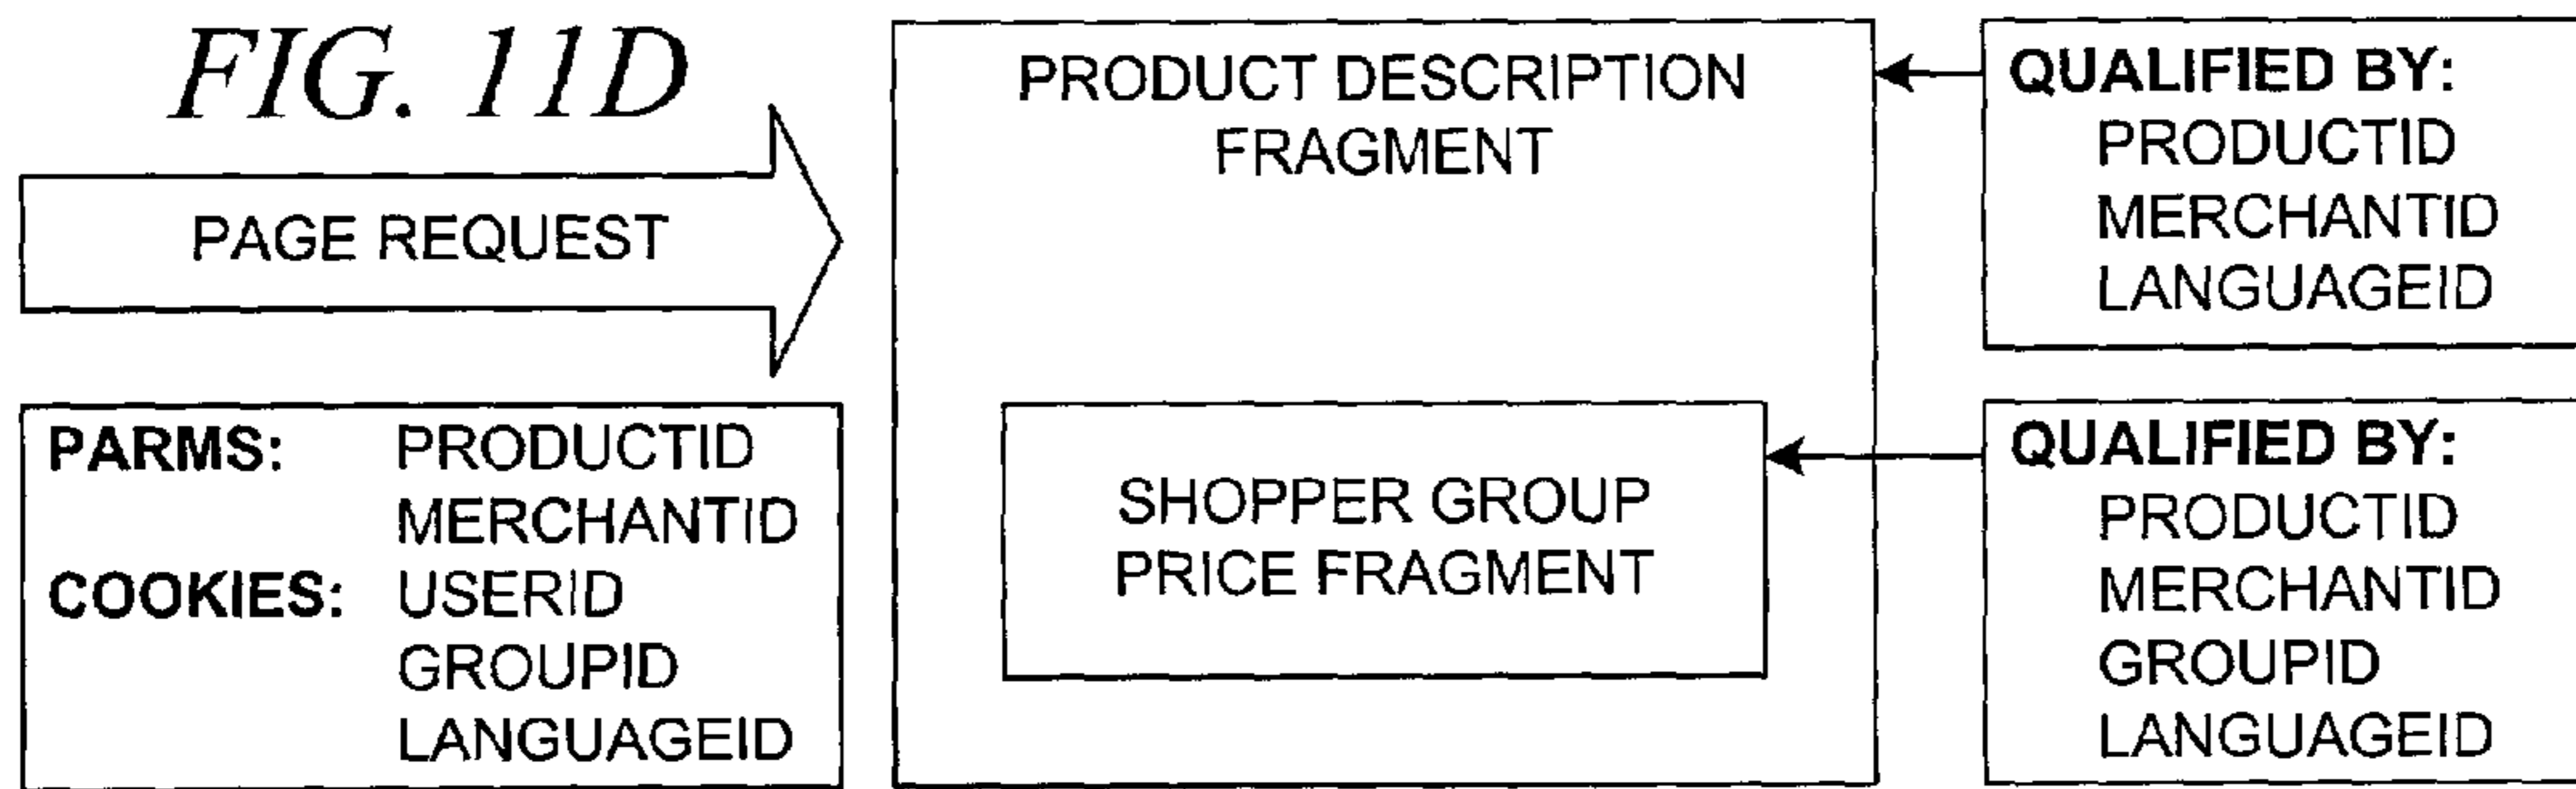 FIG. 11D
PAGE REQUEST
PARMS: PRODUCTID
MERCHANTID
COOKIES: USERID
GROUPID
LANGUAGEID
PRODUCT DESCRIPTION
FRAGMENT
SHOPPER GROUP
PRICE FRAGMENT
QUALIFIED BY:
PRODUCTID
MERCHANTID
LANGUAGEID
QUALIFIED BY:
PRODUCTID
MERCHANTID
GROUPID
LANGUAGEID